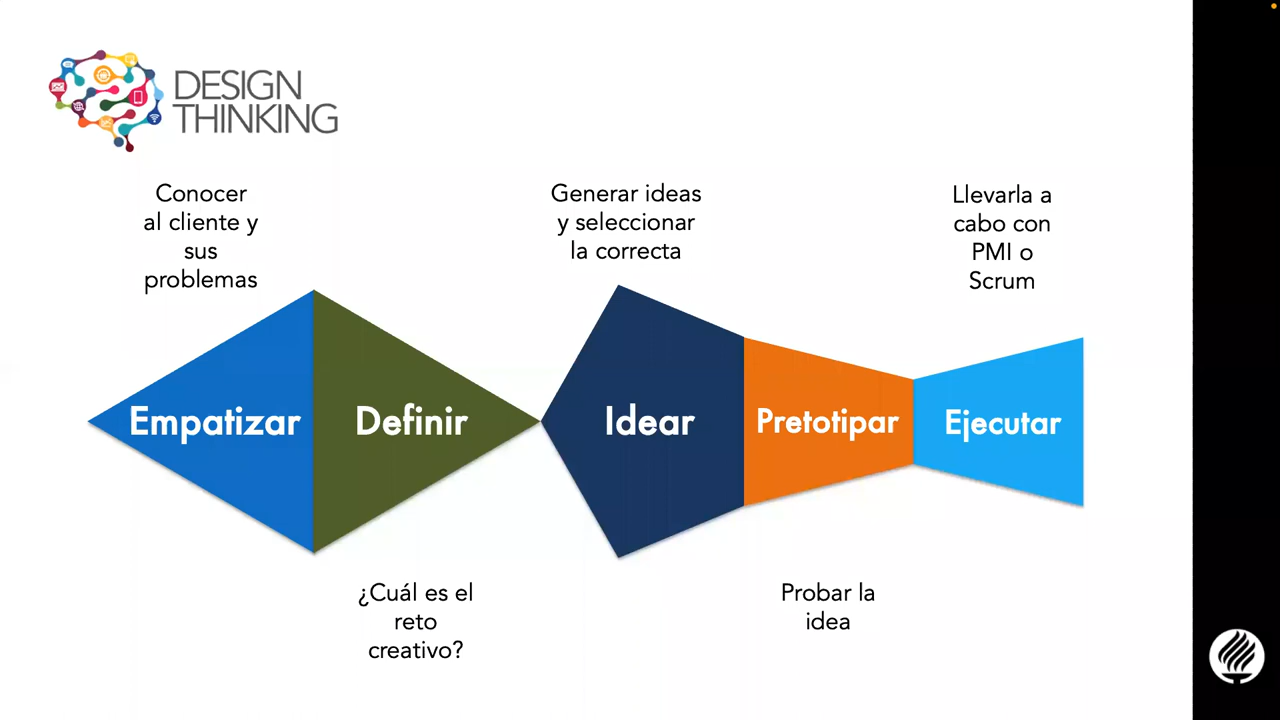 DESIGN
THINKING
Conocer
al cliente y
sus
problemas
Generar ideas
y seleccionar
la correcta
Llevarla a
cabo con
PMI o
Scrum
Empatizar
Definir
Idear
Pretotipar
Ejecutar
¿Cuál es el
reto
creativo?
Probar la
idea